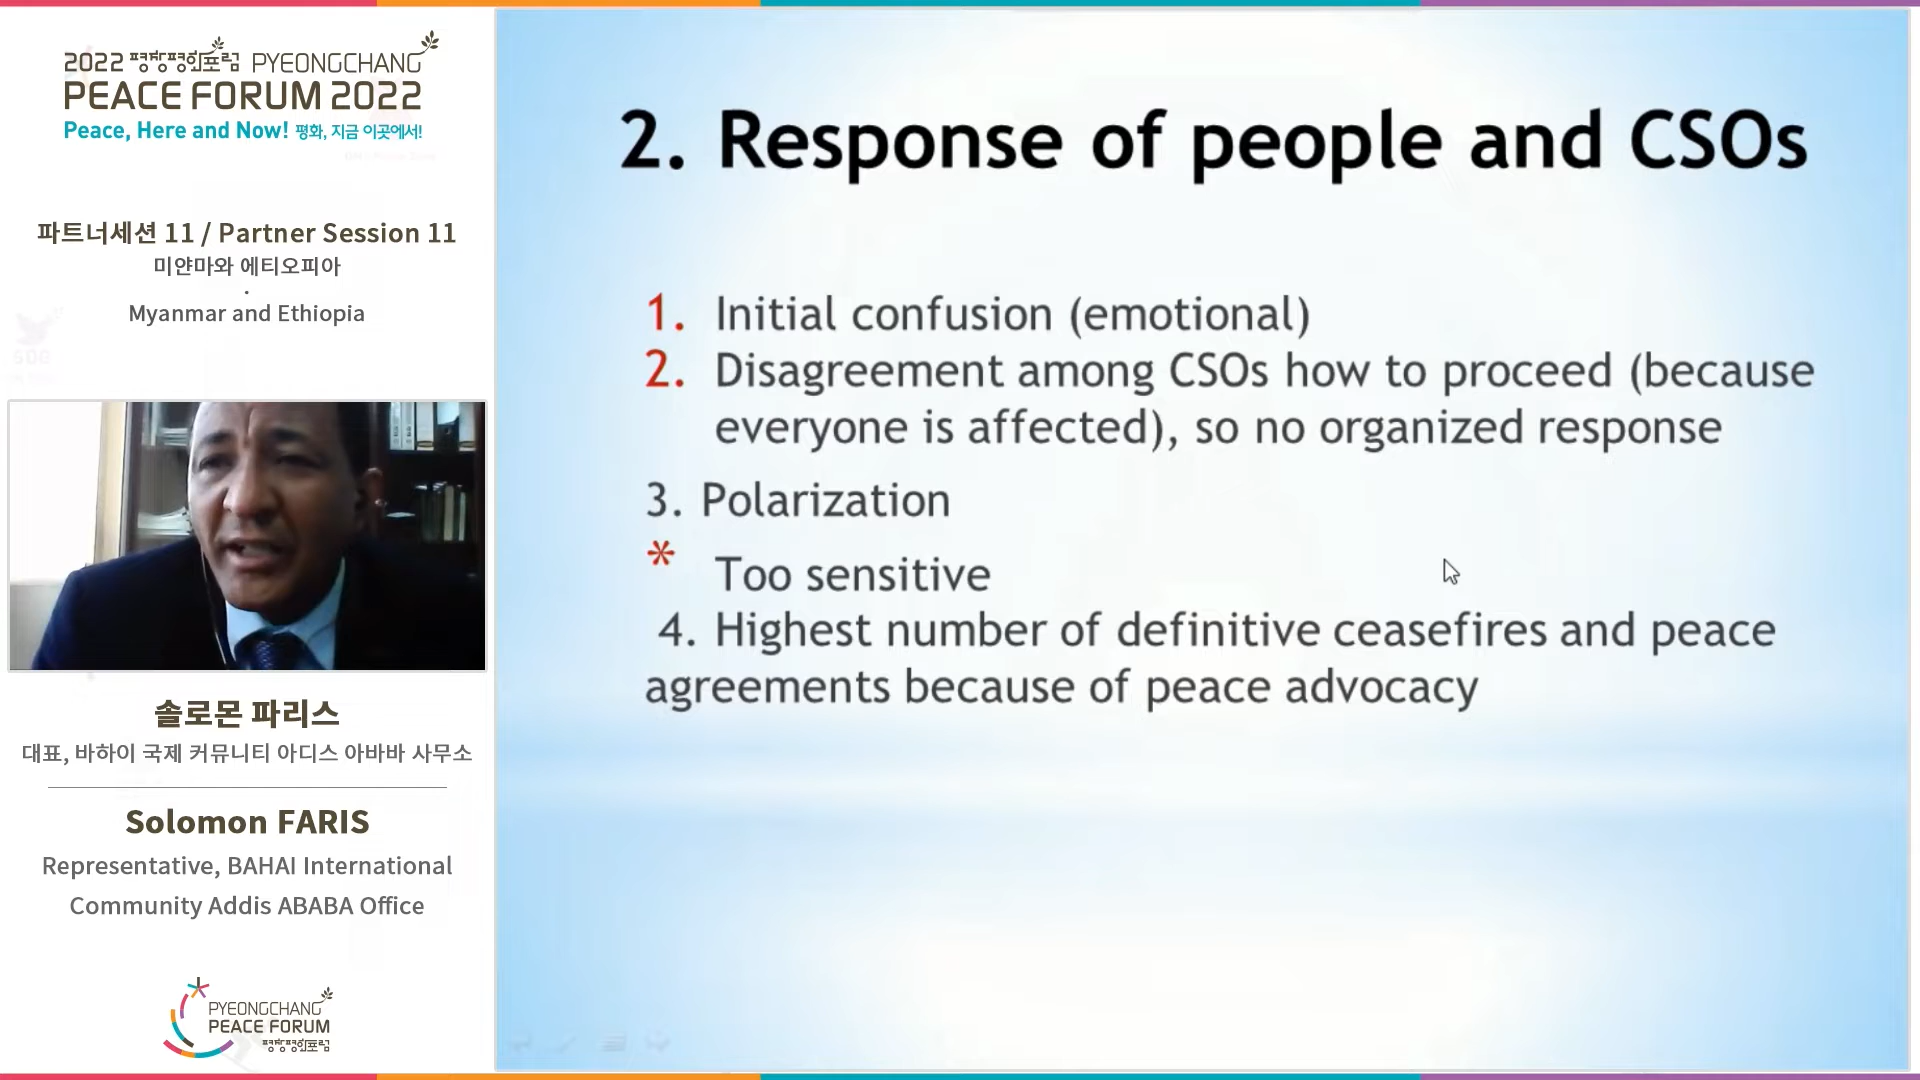 2022 평창평화포럼 PYEONGCHANG
PEACE FORUM 2022
Peace, Here and Now! 평화, 지금 이곳에서!
파트너세션 11 / Partner Session 11
미얀마와 에티오피아
·
Myanmar and Ethiopia
솔로몬 파리스
대표, 바하이 국제 커뮤니티 아디스 아바바 사무소
Solomon FARIS
Representative, BAHAI International
Community Addis ABABA Office
PYEONGCHANG
PEACE FORUM
평창평화포럼
2. Response of people and CSOs
1. Initial confusion (emotional)
2. Disagreement among CSOs how to proceed (because
everyone is affected), so no organized response
3. Polarization
* Too sensitive
4. Highest number of definitive ceasefires and peace
agreements because of peace advocacy